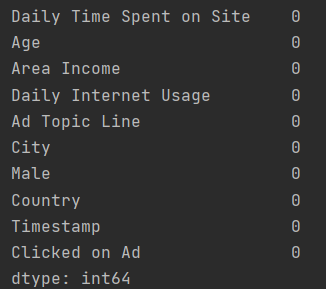 Daily Time Spent on Site 0
Age 0
Area Income 0
Daily Internet Usage 0
Ad Topic Line 0
City 0
Male 0
Country 0
Timestamp 0
Clicked on Ad 0
dtype: int64